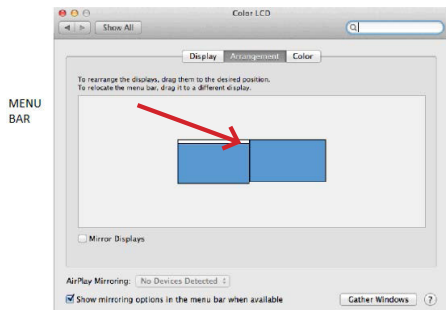 Color LCD
Show All
Display Arrangement Color
To rearrange the displays, drag them to the desired position.
To relocate the menu bar, drag it to a different display.
MENU
BAR
Mirror Displays
AirPlay Mirroring: No Devices Detected
Show mirroring options in the menu bar when available
Gather Windows ?